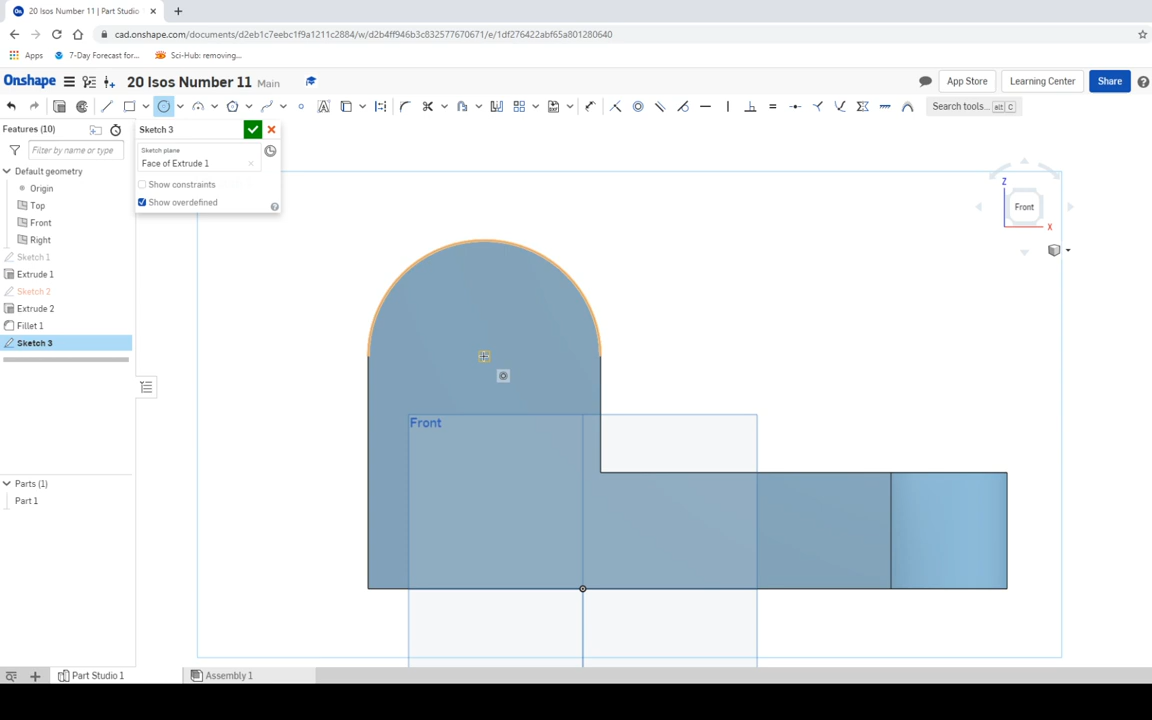 20 Isos Number 11 | Part Studio
cad.onshape.com/documents/d2eb1c7eebc1f9a1211c2884/w/d2b4ff946b3c832577670671/e/1df276422abf65a801280640
Apps 7-Day Forecast for... Sci-Hub: removing...
Onshape 20 Isos Number 11 Main App Store Learning Center Share
Search tools... alt C
Features (10)
Filter by name or type
Default geometry
Origin
Top
Front
Right
Sketch 1
Extrude 1
Sketch 2
Extrude 2
Fillet 1
Sketch 3
Sketch 3
Sketch plane
Face of Extrude 1
Show constraints
Show overdefined
Z
Front
X
Front
Parts (1)
Part 1
Part Studio 1 Assembly 1